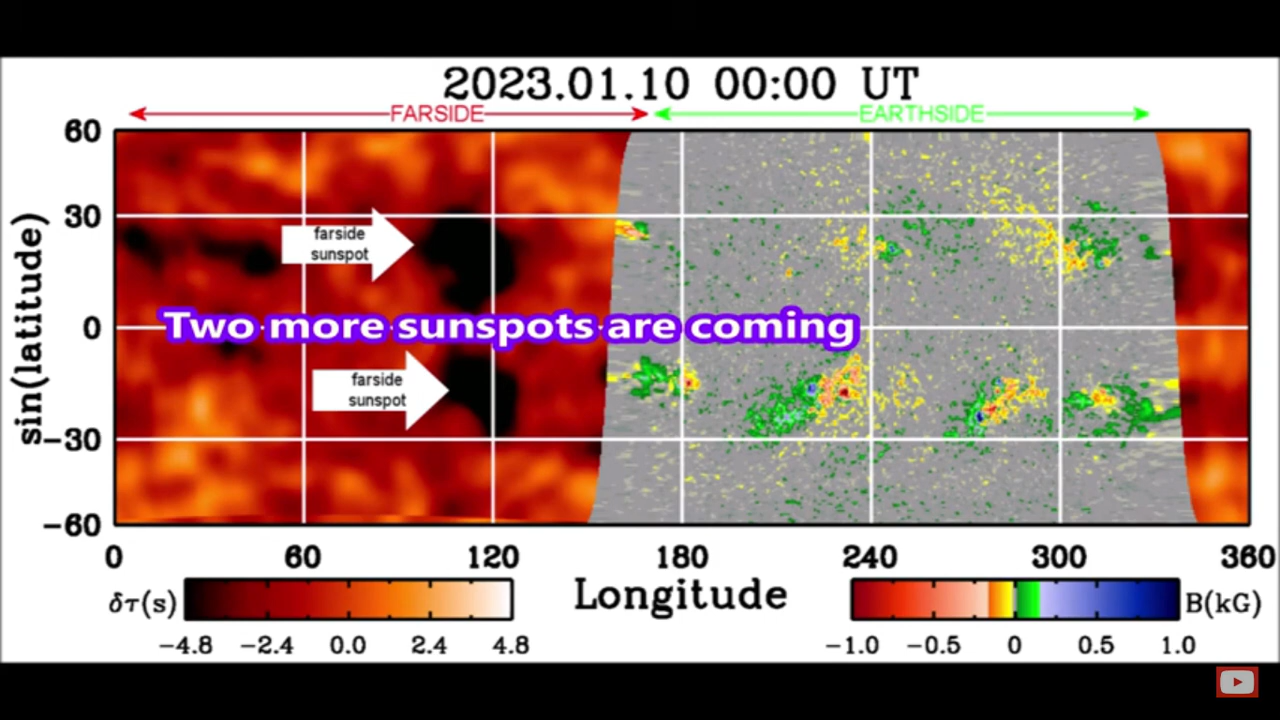 2023.01.10 00:00 UT
FARSIDE EARTHSIDE
60
30
0
−30
−60
sin(latitude)
farside
sunspot
Two more sunspots are coming
farside
sunspot
0 60 120 180 240 300 360
Longitude
δτ(s)
−4.8 −2.4 0.0 2.4 4.8
B(kG)
−1.0 −0.5 0 0.5 1.0